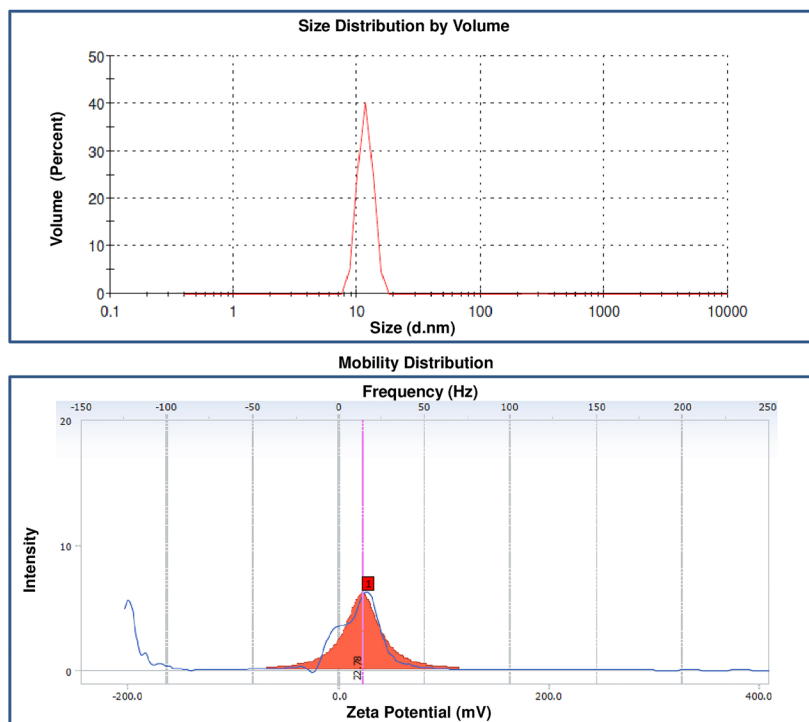 Size Distribution by Volume
50
40
30
20
10
0
Volume (Percent)
0.1 1 10 100 1000 10000
Size (d.nm)
Mobility Distribution
Frequency (Hz)
-150 -100 -50 0 50 100 150 200 250
20
10
0
Intensity
1
22.78
-200.0 0.0 200.0 400.0
Zeta Potential (mV)